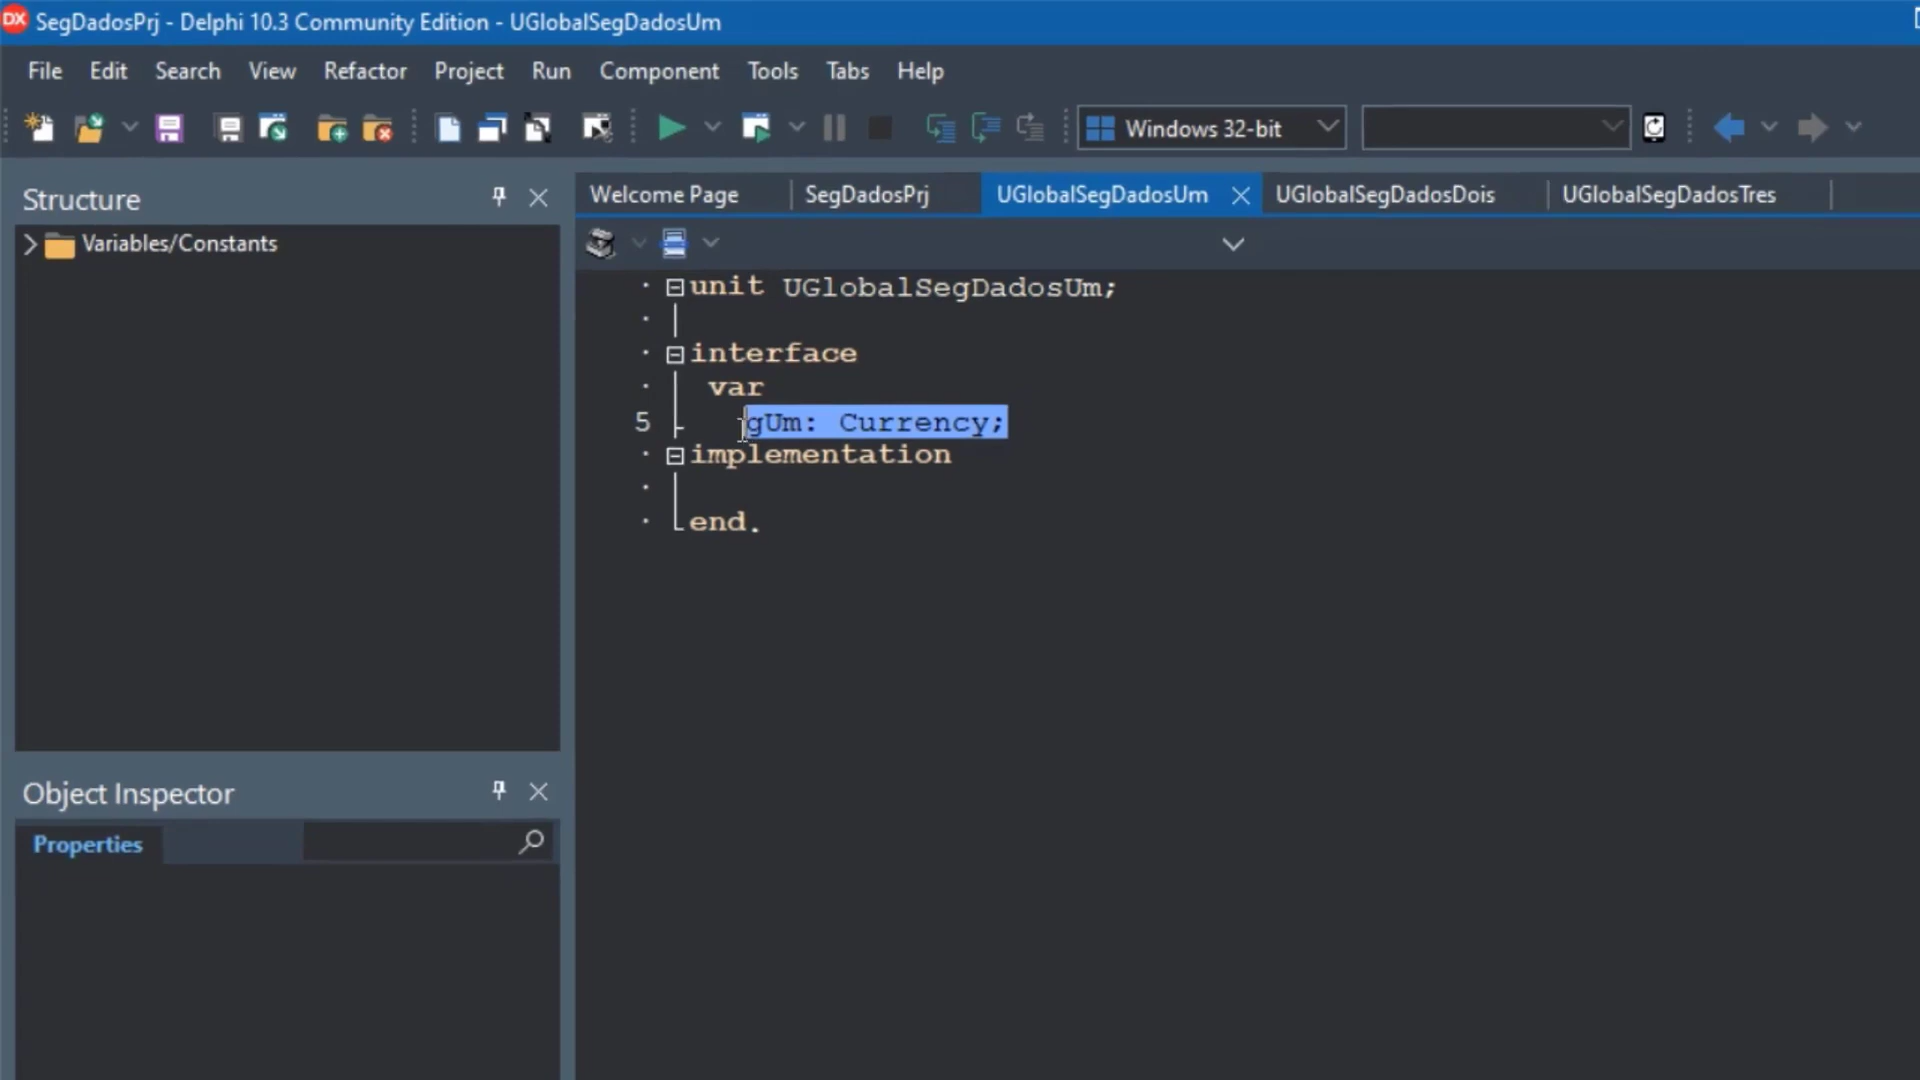 DX SegDadosPrj - Delphi 10.3 Community Edition - UGlobalSegDadosUm
File Edit Search View Refactor Project Run Component Tools Tabs Help
Windows 32-bit
Structure
Welcome Page SegDadosPrj UGlobalSegDadosUm UGlobalSegDadosDois UGlobalSegDadosTres
Variables/Constants
unit UGlobalSegDadosUm;
interface
var
5 gUm: Currency;
implementation
end.
Object Inspector
Properties